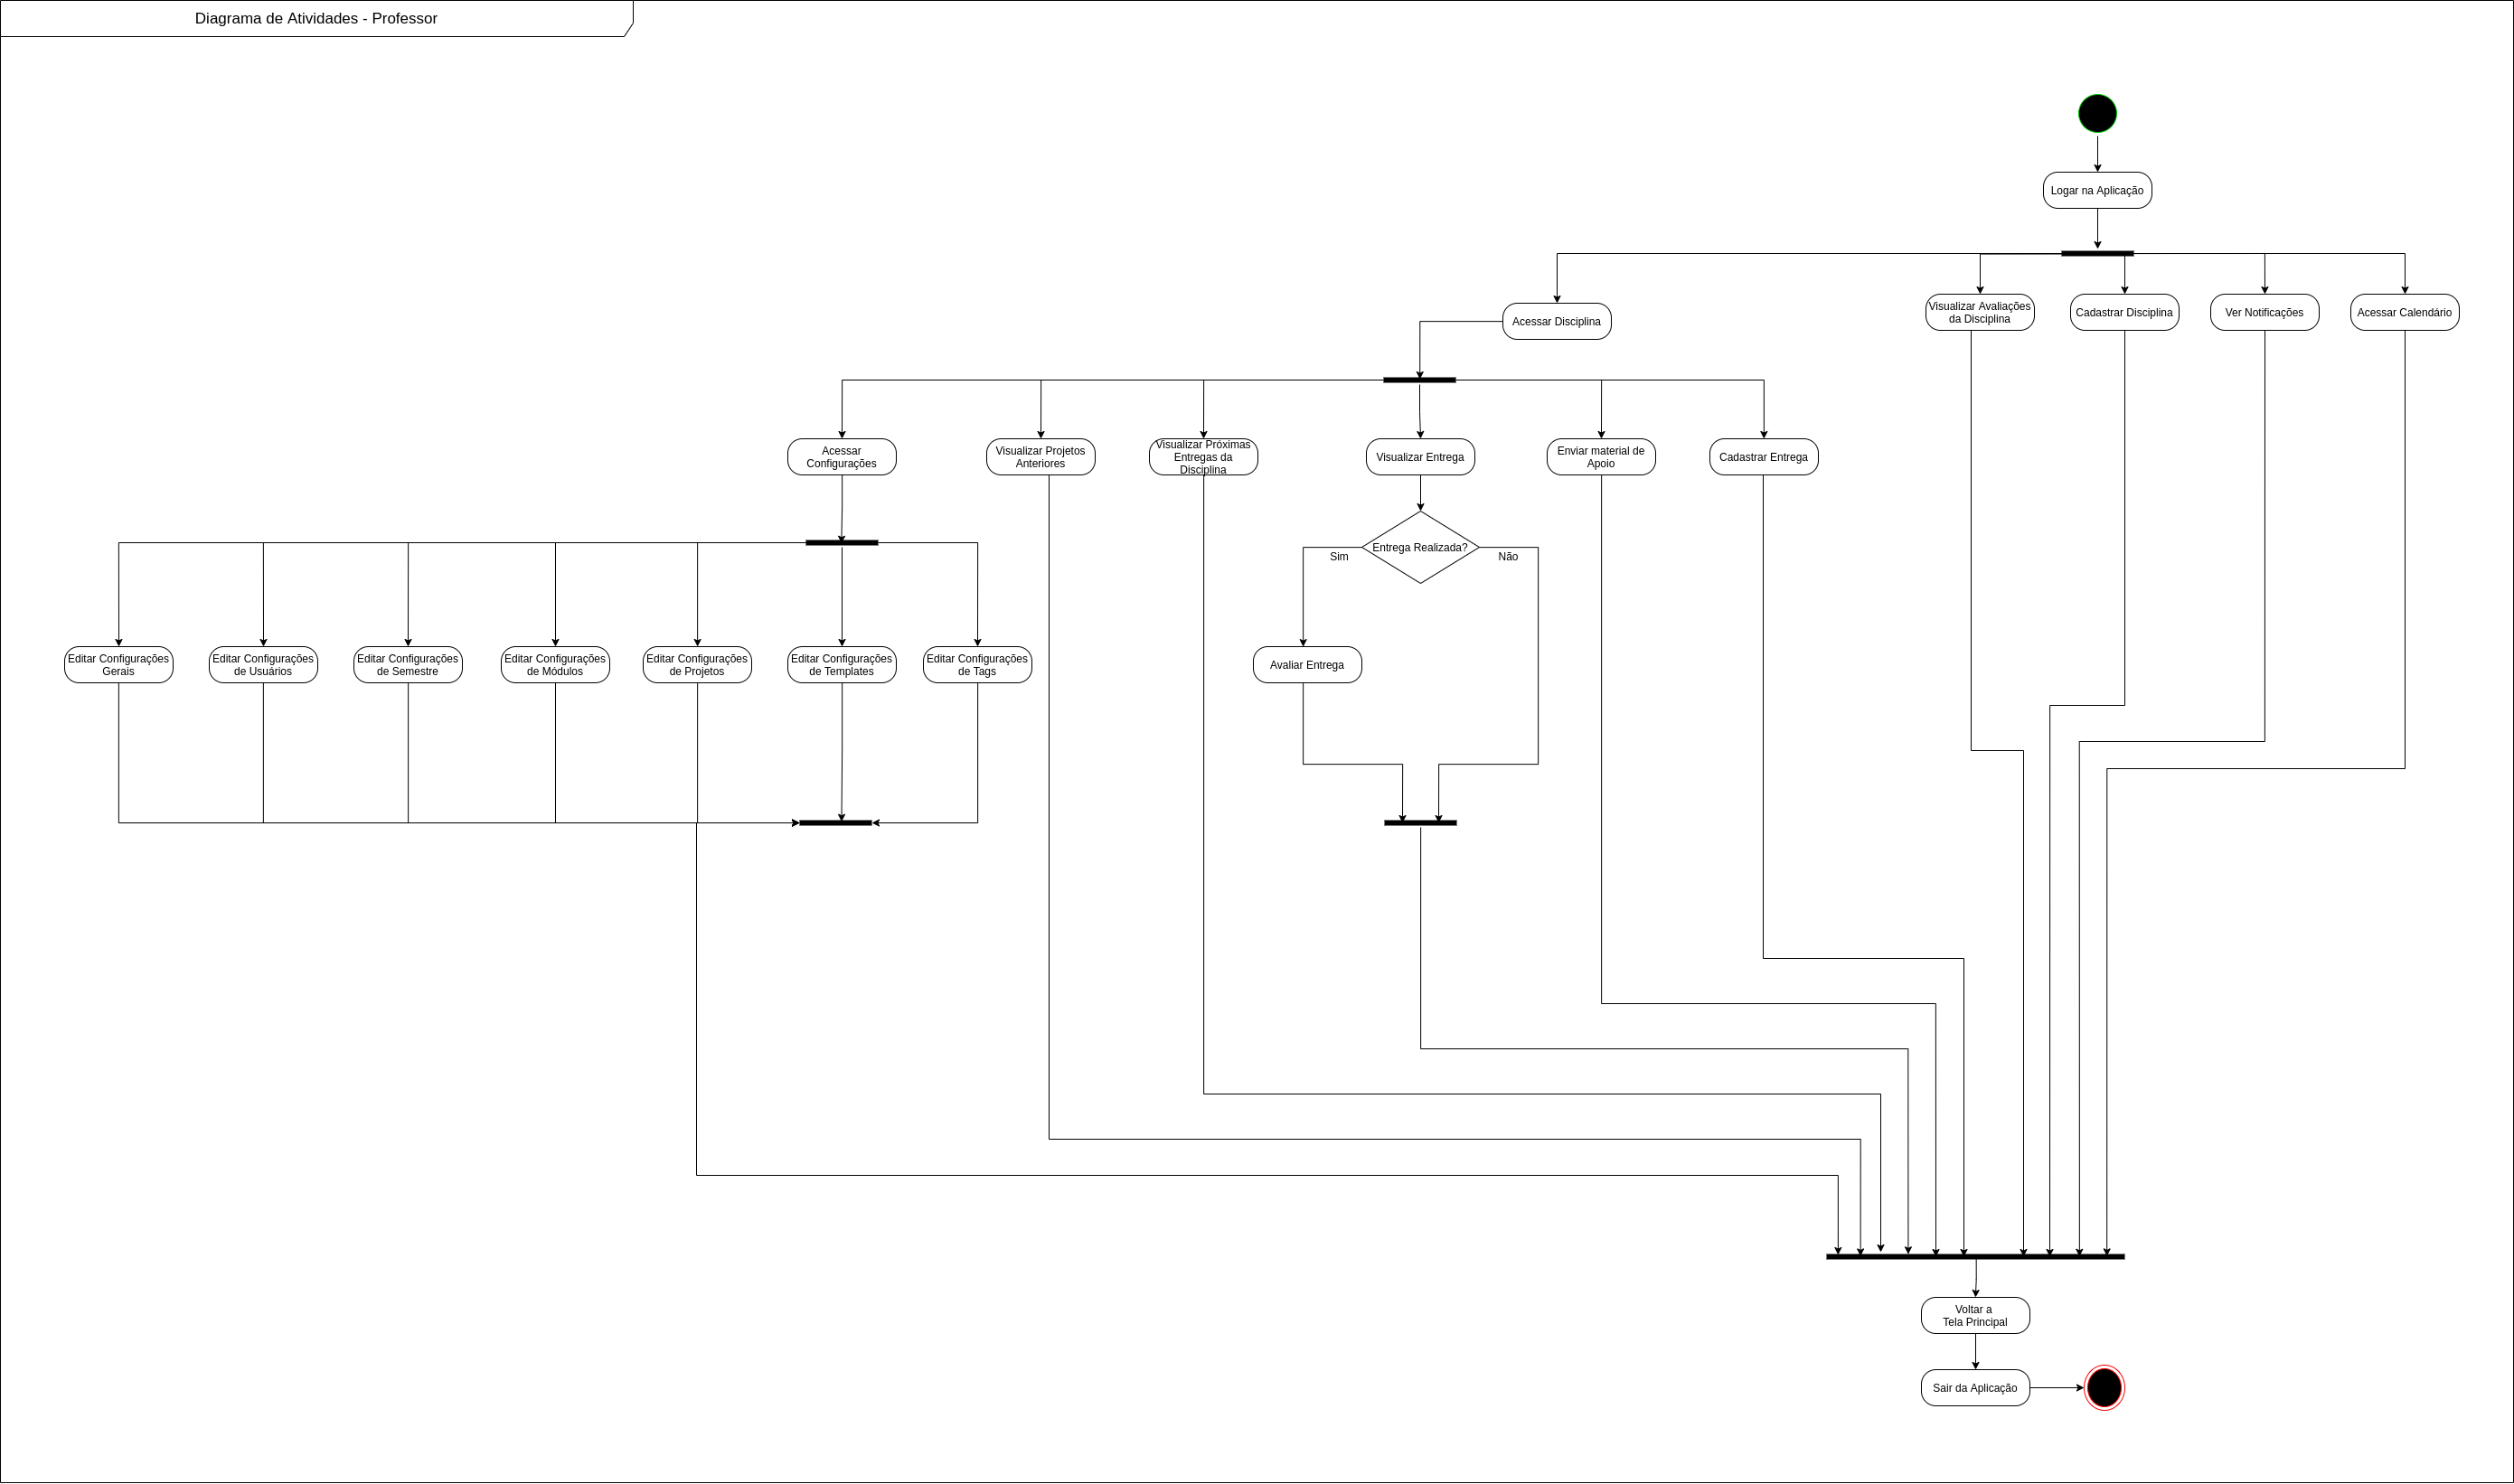 Diagrama de Atividades - Professor
Logar na Aplicação
Acessar Disciplina
Visualizar Avaliações
da Disciplina
Cadastrar Disciplina
Ver Notificações
Acessar Calendário
Acessar
Configurações
Visualizar Projetos
Anteriores
Visualizar Próximas
Entregas da
Disciplina
Visualizar Entrega
Enviar material de
Apoio
Cadastrar Entrega
Entrega Realizada?
Sim
Não
Editar Configurações
Gerais
Editar Configurações
de Usuários
Editar Configurações
de Semestre
Editar Configurações
de Módulos
Editar Configurações
de Projetos
Editar Configurações
de Templates
Editar Configurações
de Tags
Avaliar Entrega
Voltar a
Tela Principal
Sair da Aplicação